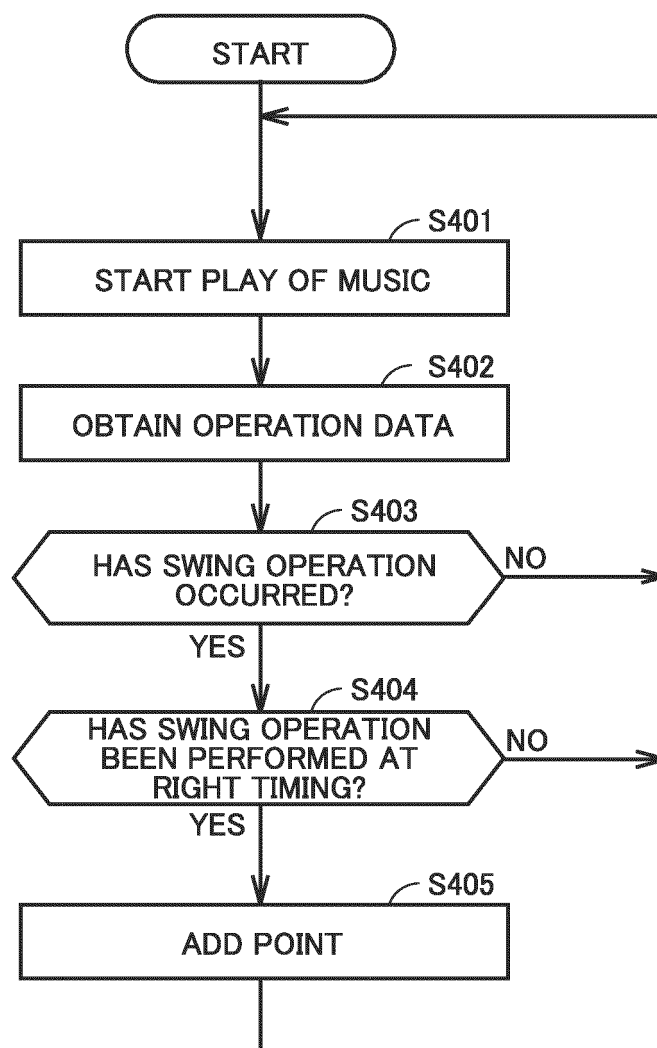 START
S401
START PLAY OF MUSIC
S402
OBTAIN OPERATION DATA
S403
HAS SWING OPERATION
OCCURRED?
NO
YES
S404
HAS SWING OPERATION
BEEN PERFORMED AT
RIGHT TIMING?
NO
YES
S405
ADD POINT